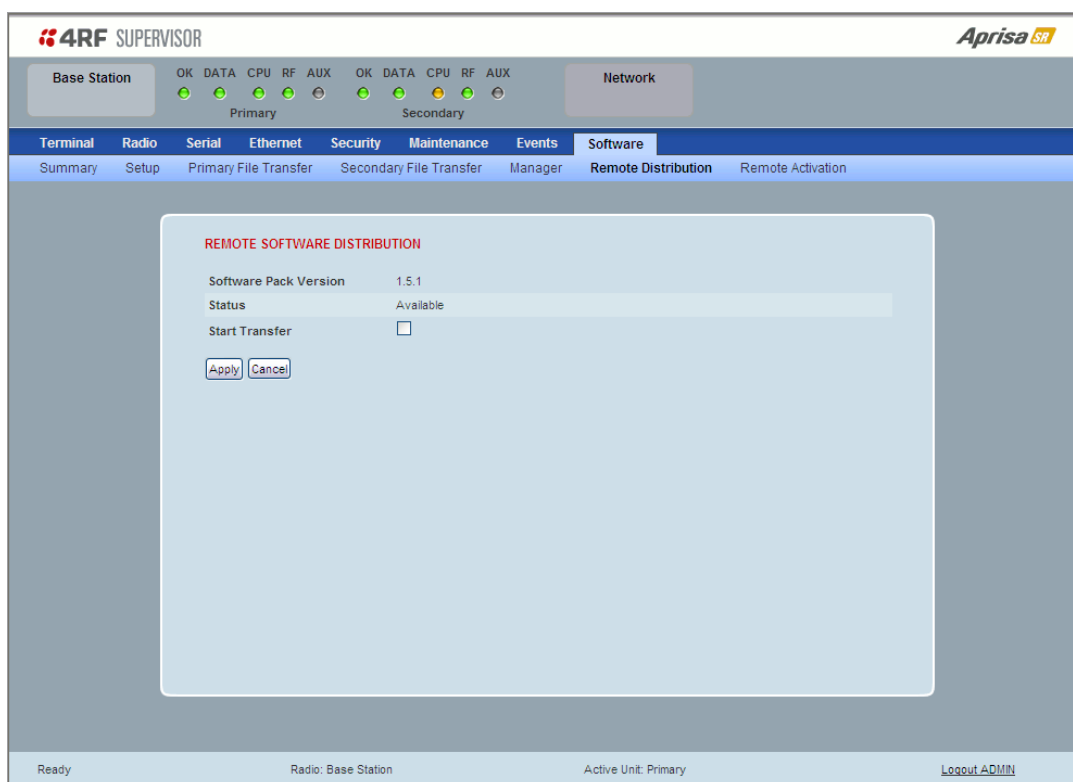 4RF SUPERVISOR
Aprisa SR
Base Station
OK DATA CPU RF AUX OK DATA CPU RF AUX
Primary Secondary
Network
Terminal Radio Serial Ethernet Security Maintenance Events Software
Summary Setup Primary File Transfer Secondary File Transfer Manager Remote Distribution Remote Activation
REMOTE SOFTWARE DISTRIBUTION
Software Pack Version 1.5.1
Status Available
Start Transfer
Apply Cancel
Ready Radio: Base Station Active Unit: Primary Logout ADMIN